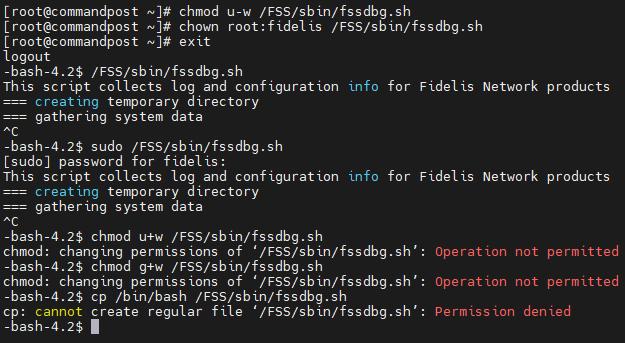 [root@commandpost ~]# chmod u-w /FSS/sbin/fssdbg.sh
[root@commandpost ~]# chown root:fidelis /FSS/sbin/fssdbg.sh
[root@commandpost ~]# exit
logout
-bash-4.2$ /FSS/sbin/fssdbg.sh
This script collects log and configuration info for Fidelis Network products
=== creating temporary directory
=== gathering system data
^C
-bash-4.2$ sudo /FSS/sbin/fssdbg.sh
[sudo] password for fidelis:
This script collects log and configuration info for Fidelis Network products
=== creating temporary directory
=== gathering system data
^C
-bash-4.2$ chmod u+w /FSS/sbin/fssdbg.sh
chmod: changing permissions of ‘/FSS/sbin/fssdbg.sh’: Operation not permitted
-bash-4.2$ chmod g+w /FSS/sbin/fssdbg.sh
chmod: changing permissions of ‘/FSS/sbin/fssdbg.sh’: Operation not permitted
-bash-4.2$ cp /bin/bash /FSS/sbin/fssdbg.sh
cp: cannot create regular file ‘/FSS/sbin/fssdbg.sh’: Permission denied
-bash-4.2$